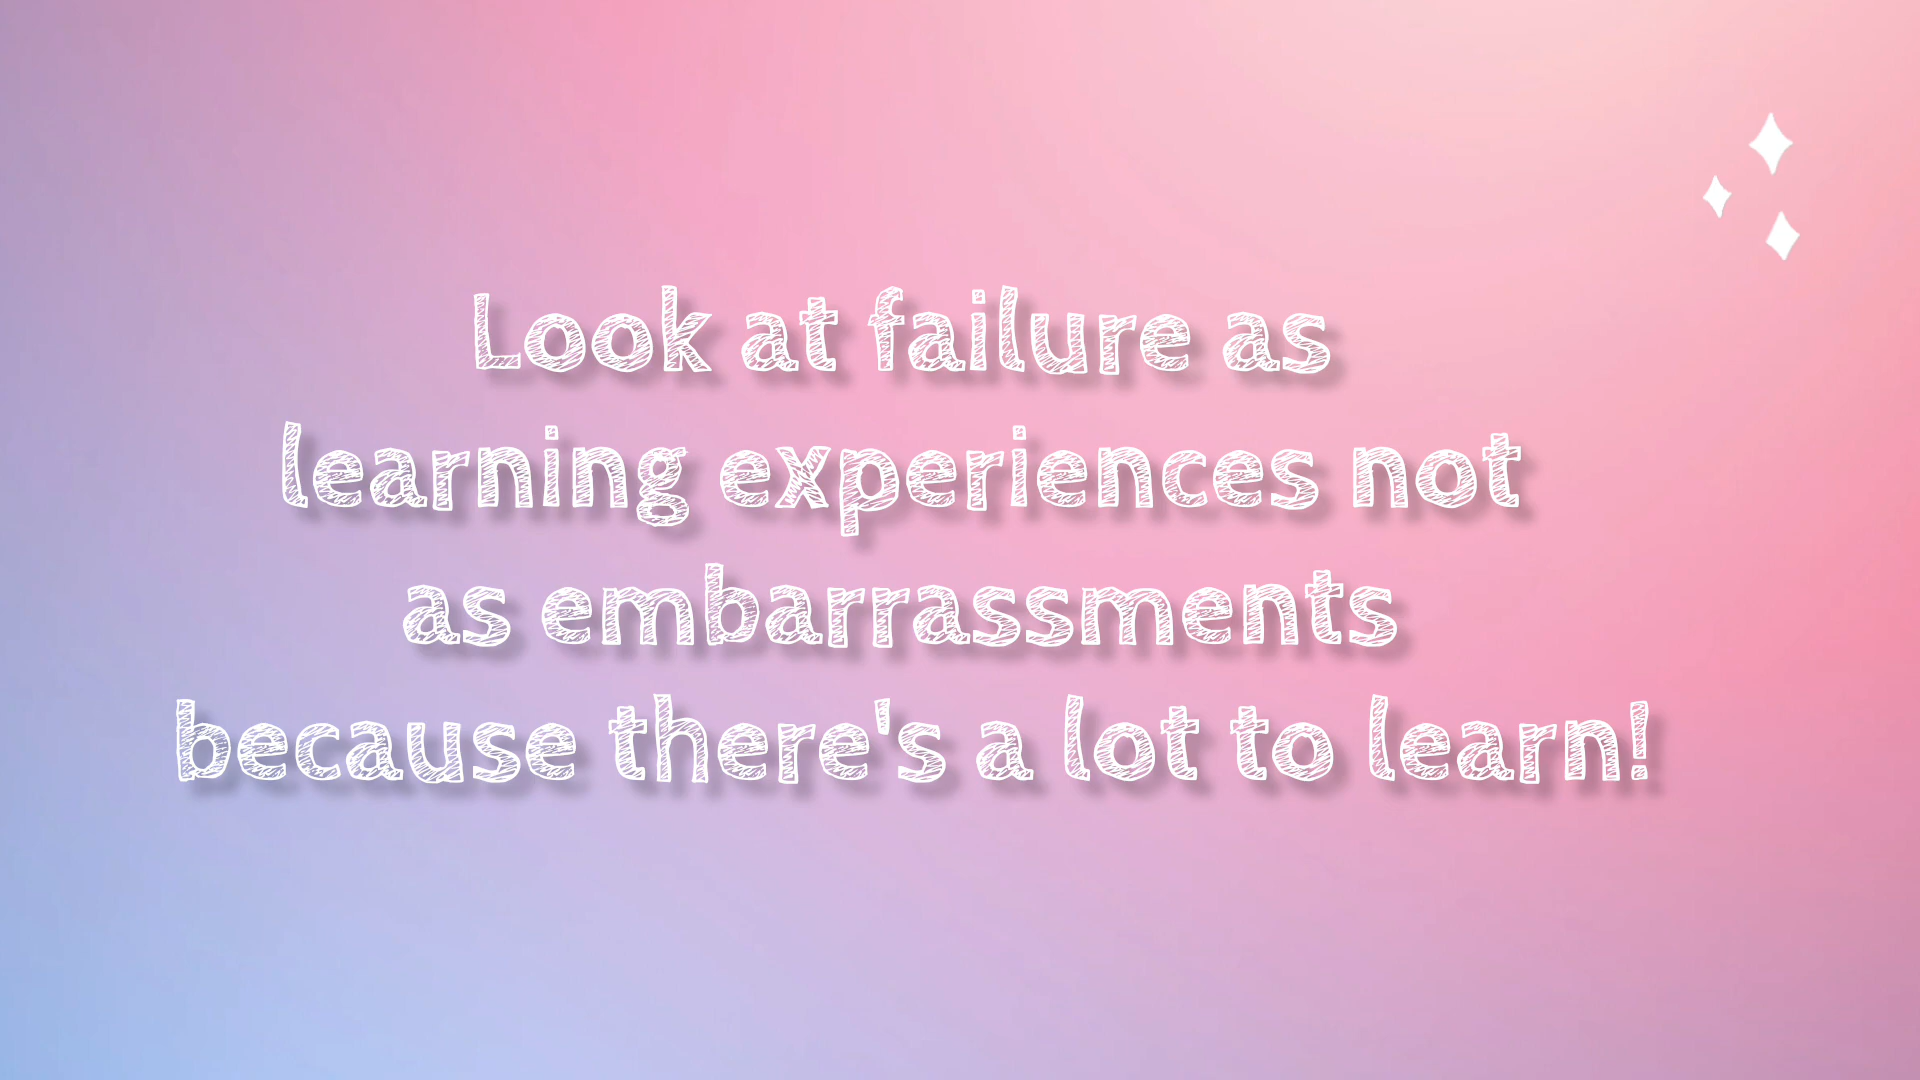 Look at failure as
learning experiences not
as embarrassments
because there's a lot to learn!